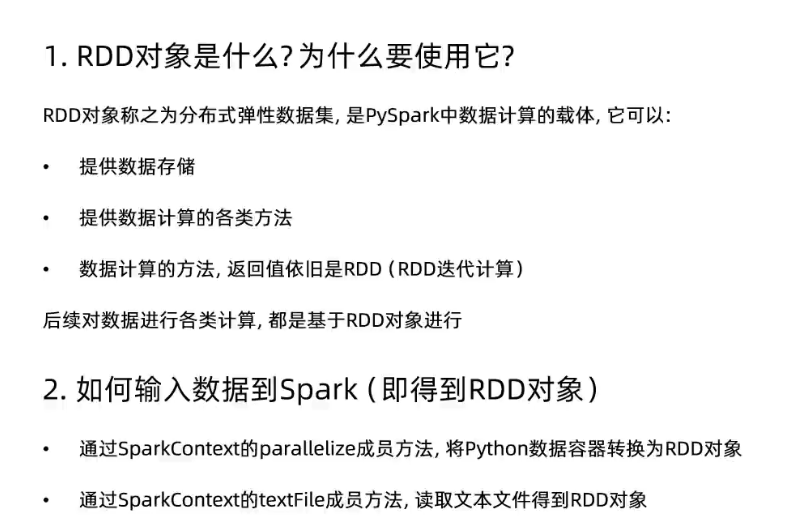 1. RDD对象是什么?为什么要使用它?
RDD对象称之为分布式弹性数据集, 是PySpark中数据计算的载体, 它可以:
• 提供数据存储
• 提供数据计算的各类方法
• 数据计算的方法, 返回值依旧是RDD (RDD迭代计算)
后续对数据进行各类计算, 都是基于RDD对象进行
2. 如何输入数据到Spark (即得到RDD对象)
• 通过SparkContext的parallelize成员方法, 将Python数据容器转换为RDD对象
• 通过SparkContext的textFile成员方法, 读取文本文件得到RDD对象